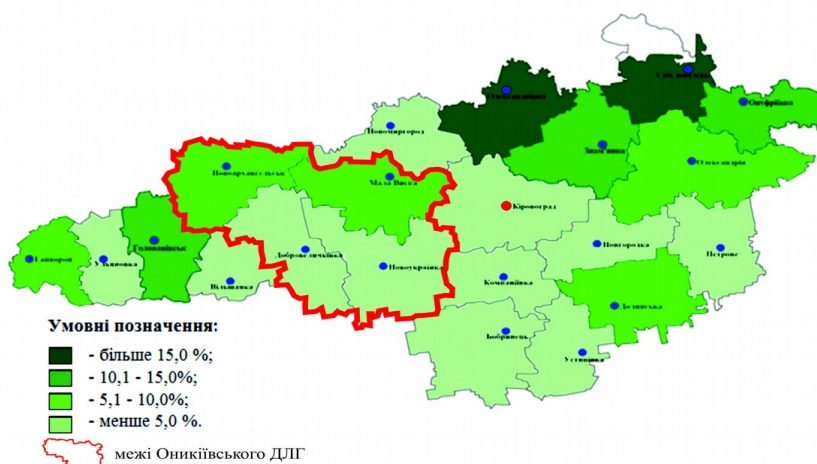 Світловодськ
Олександрівка
Онуфріївка
Новомиргород
Знам'янка
Новоархангельськ
Мала Виска
Олександрія
Кіровоград
Голованівськ
Новгородка
Петрове
Гайворон
Ульяновка
Добровеличківка
Новоукраїнка
Вільшанка
Компаніївка
Долинська
Бобринець
Устинівка
Умовні позначення:
- більше 15,0 %;
- 10,1 - 15,0%;
- 5,1 - 10,0%;
- менше 5,0 %.
межі Оникіївського ДЛГ